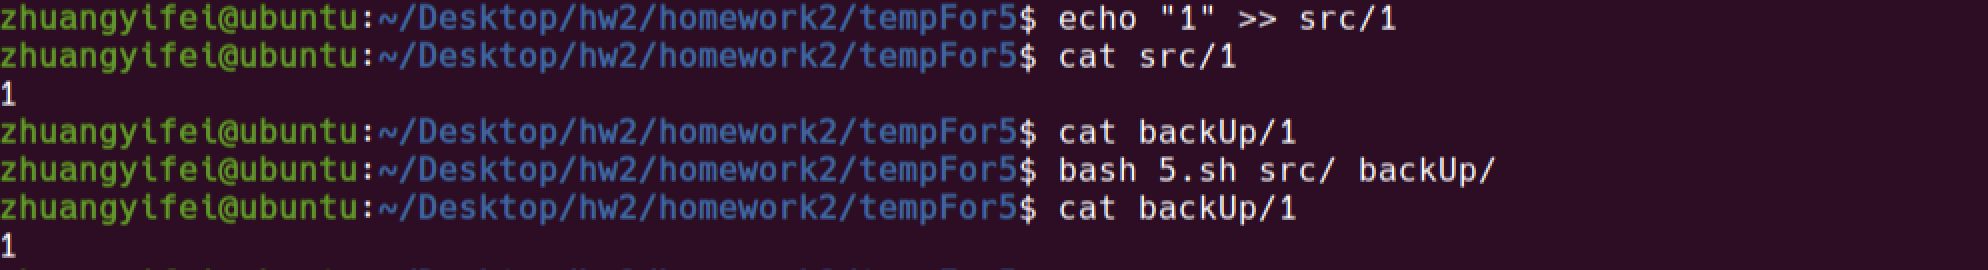 zhuangyifei@ubuntu:~/Desktop/hw2/homework2/tempFor5$ echo "1" >> src/1
zhuangyifei@ubuntu:~/Desktop/hw2/homework2/tempFor5$ cat src/1
1
zhuangyifei@ubuntu:~/Desktop/hw2/homework2/tempFor5$ cat backUp/1
zhuangyifei@ubuntu:~/Desktop/hw2/homework2/tempFor5$ bash 5.sh src/ backUp/
zhuangyifei@ubuntu:~/Desktop/hw2/homework2/tempFor5$ cat backUp/1
1